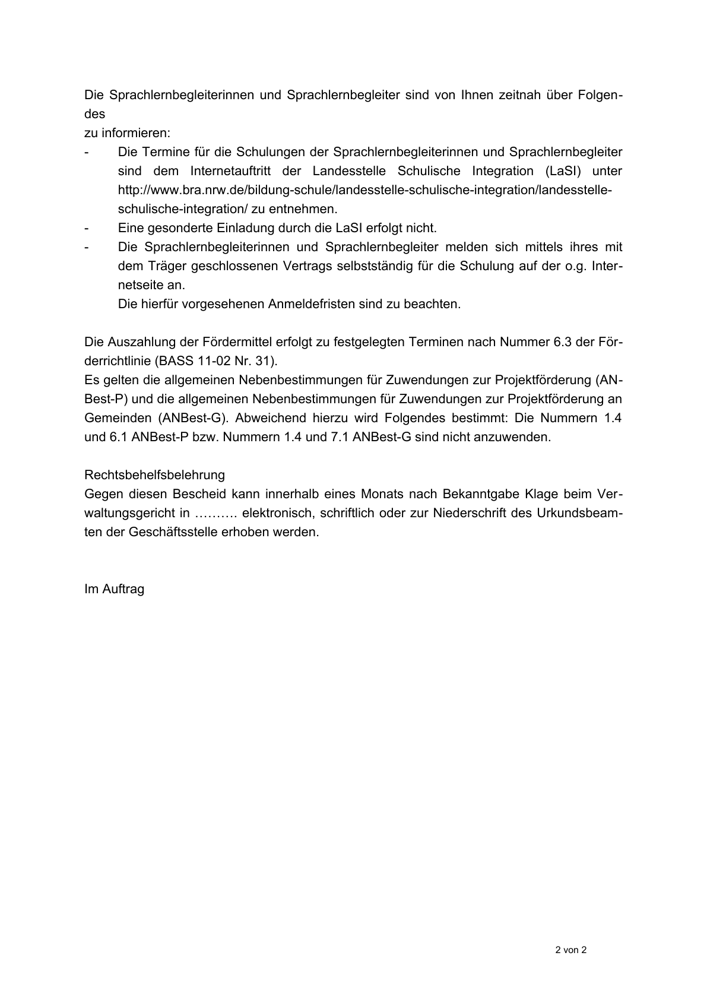 Die Sprachlernbegleiterinnen und Sprachlernbegleiter sind von Ihnen zeitnah über Folgen-
des
zu informieren:
- Die Termine für die Schulungen der Sprachlernbegleiterinnen und Sprachlernbegleiter
sind dem Internetauftritt der Landesstelle Schulische Integration (LaSI) unter
http://www.bra.nrw.de/bildung-schule/landesstelle-schulische-integration/landesstelle-
schulische-integration/ zu entnehmen.
- Eine gesonderte Einladung durch die LaSI erfolgt nicht.
- Die Sprachlernbegleiterinnen und Sprachlernbegleiter melden sich mittels ihres mit
dem Träger geschlossenen Vertrags selbstständig für die Schulung auf der o.g. Inter-
netseite an.
Die hierfür vorgesehenen Anmeldefristen sind zu beachten.
Die Auszahlung der Fördermittel erfolgt zu festgelegten Terminen nach Nummer 6.3 der För-
derrichtlinie (BASS 11-02 Nr. 31).
Es gelten die allgemeinen Nebenbestimmungen für Zuwendungen zur Projektförderung (AN-
Best-P) und die allgemeinen Nebenbestimmungen für Zuwendungen zur Projektförderung an
Gemeinden (ANBest-G). Abweichend hierzu wird Folgendes bestimmt: Die Nummern 1.4
und 6.1 ANBest-P bzw. Nummern 1.4 und 7.1 ANBest-G sind nicht anzuwenden.
Rechtsbehelfsbelehrung
Gegen diesen Bescheid kann innerhalb eines Monats nach Bekanntgabe Klage beim Ver-
waltungsgericht in ………. elektronisch, schriftlich oder zur Niederschrift des Urkundsbeam-
ten der Geschäftsstelle erhoben werden.
Im Auftrag
2 von 2